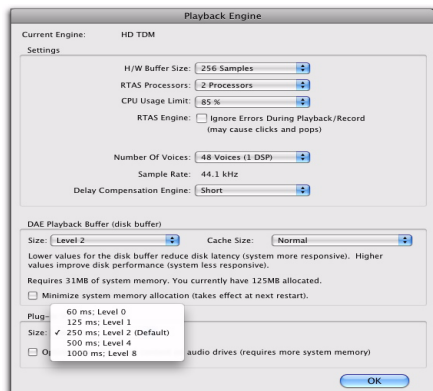 Playback Engine
Current Engine: HD TDM
Settings
H/W Buffer Size: 256 Samples
RTAS Processors: 2 Processors
CPU Usage Limit: 85 %
RTAS Engine: Ignore Errors During Playback/Record
(may cause clicks and pops)
Number Of Voices: 48 Voices (1 DSP)
Sample Rate: 44.1 kHz
Delay Compensation Engine: Short
DAE Playback Buffer (disk buffer)
Size: Level 2 Cache Size: Normal
Lower values for the disk buffer reduce disk latency (system more responsive). Higher
values improve disk performance (system less responsive).
Requires 31MB of system memory. You currently have 125MB allocated.
Minimize system memory allocation (takes effect at next restart).
Plug-
60 ms; Level 0
125 ms; Level 1
Size: ✓ 250 ms; Level 2 (Default)
500 ms; Level 4
1000 ms; Level 8
audio drives (requires more system memory)
OK